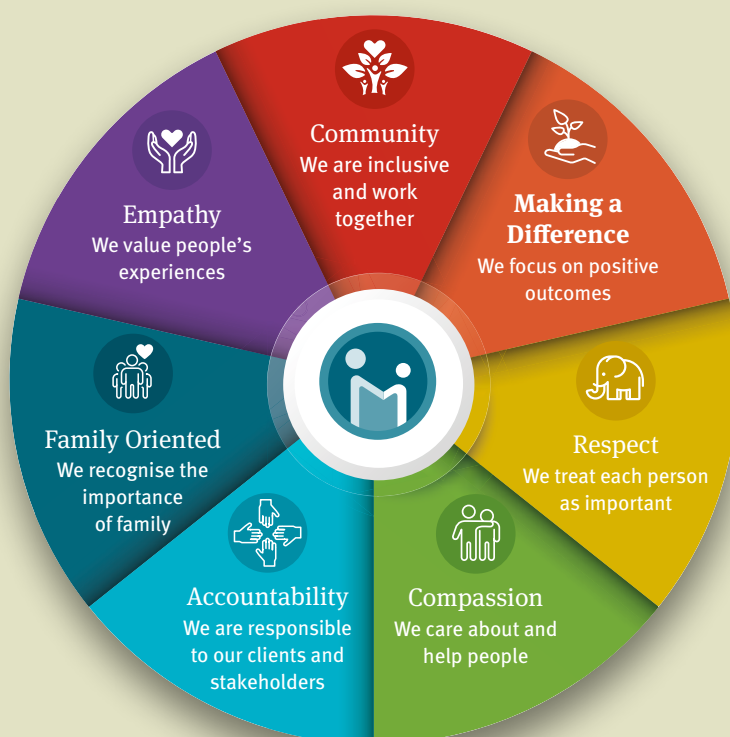 Community
We are inclusive
and work
together
Making a
Difference
We focus on positive
outcomes
Respect
We treat each person
as important
Compassion
We care about and
help people
Accountability
We are responsible
to our clients and
stakeholders
Family Oriented
We recognise the
importance
of family
Empathy
We value people’s
experiences